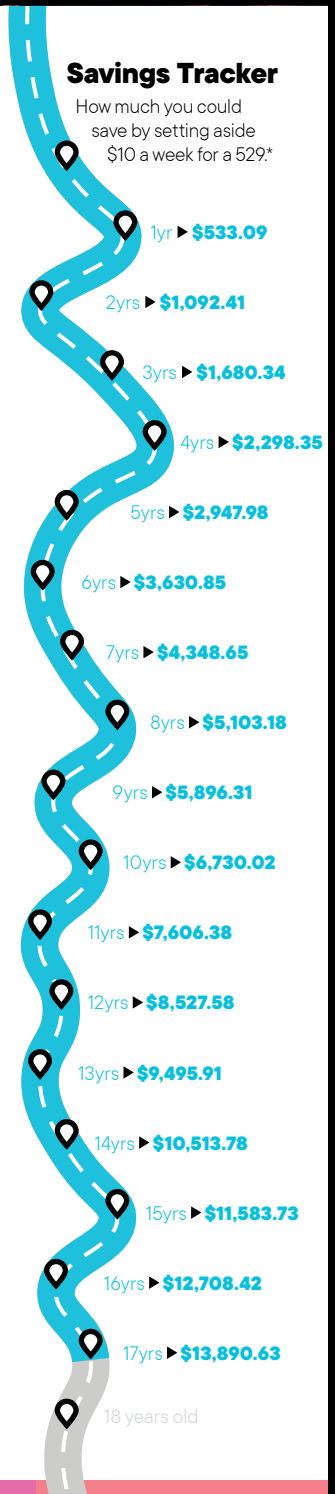 Savings Tracker
How much you could
save by setting aside
$10 a week for a 529.*
1yr ▶ $533.09
2yrs ▶ $1,092.41
3yrs ▶ $1,680.34
4yrs ▶ $2,298.35
5yrs ▶ $2,947.98
6yrs ▶ $3,630.85
7yrs ▶ $4,348.65
8yrs ▶ $5,103.18
9yrs ▶ $5,896.31
10yrs ▶ $6,730.02
11yrs ▶ $7,606.38
12yrs ▶ $8,527.58
13yrs ▶ $9,495.91
14yrs ▶ $10,513.78
15yrs ▶ $11,583.73
16yrs ▶ $12,708.42
17yrs ▶ $13,890.63
18 years old